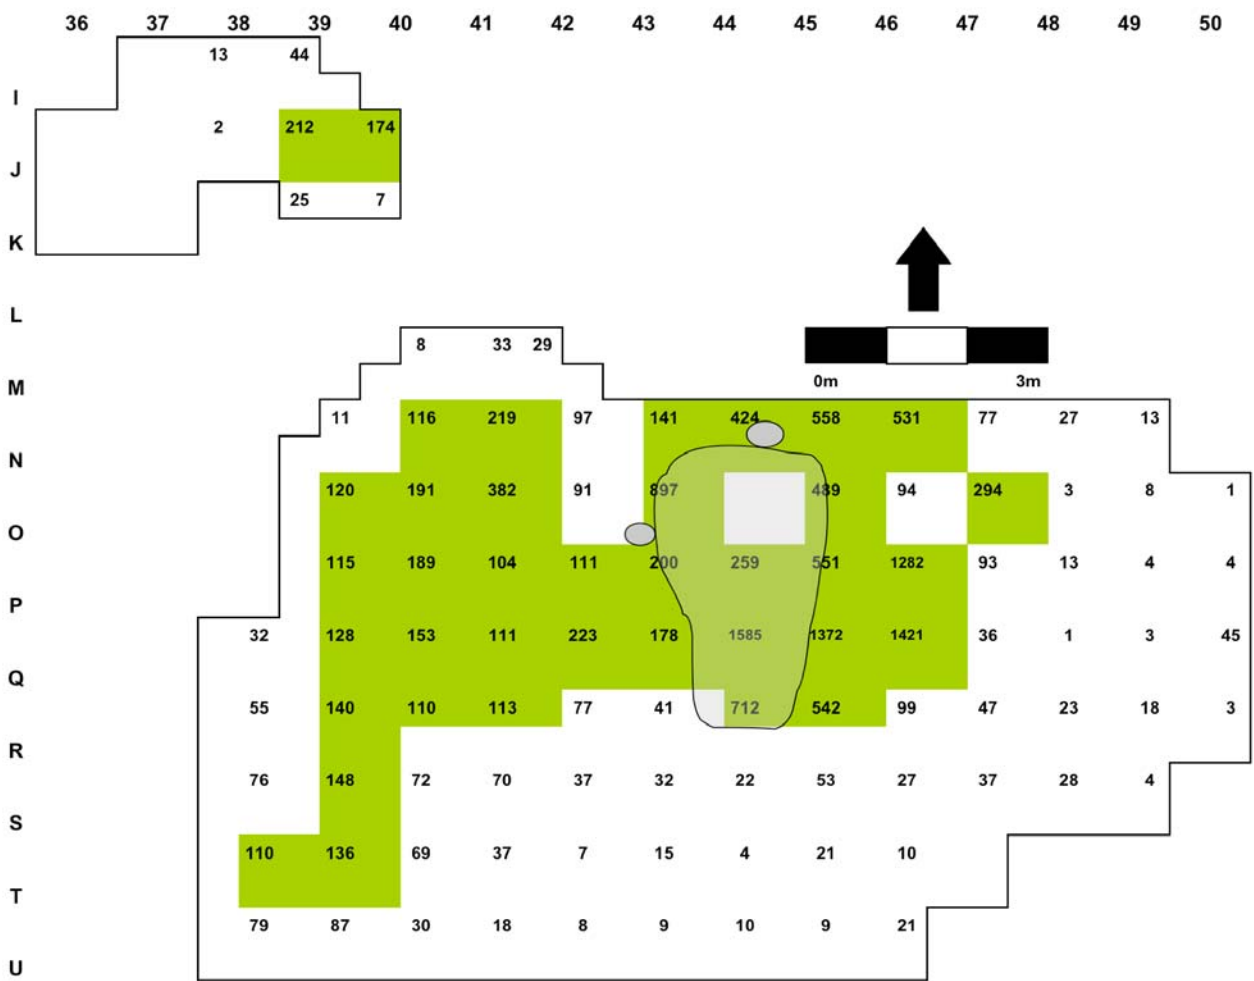 36 37 38 39 40 41 42 43 44 45 46 47 48 49 50
13 44
I
2 212 174
J
25 7
K
L
8 33 29
M
0m 3m
11 116 219 97 141 424 558 531 77 27 13
N
120 191 382 91 897 489 94 294 3 8 1
O
115 189 104 111 200 259 551 1282 93 13 4 4
P
32 128 153 111 223 178 1585 1372 1421 36 1 3 45
Q
55 140 110 113 77 41 712 542 99 47 23 18 3
R
76 148 72 70 37 32 22 53 27 37 28 4
S
110 136 69 37 7 15 4 21 10
T
79 87 30 18 8 9 10 9 21
U